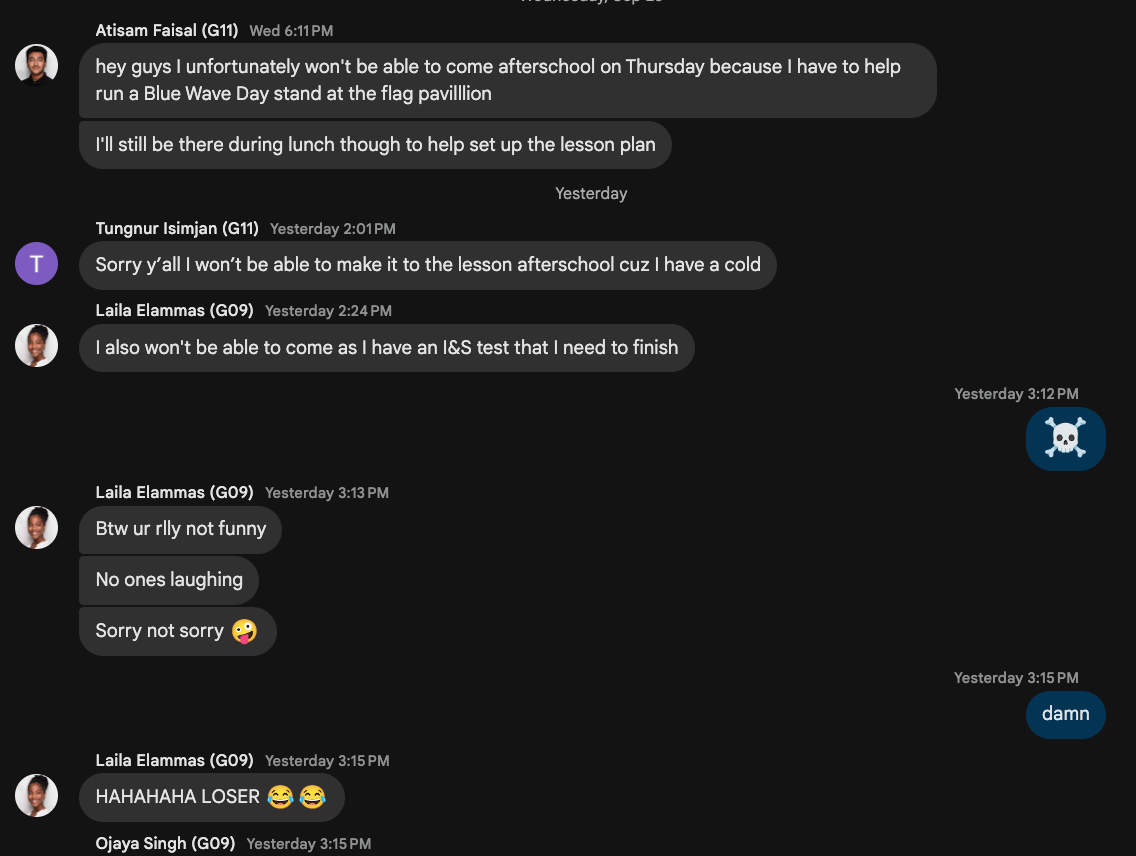 Atisam Faisal (G11) Wed 6:11 PM
hey guys I unfortunately won't be able to come afterschool on Thursday because I have to help
run a Blue Wave Day stand at the flag pavilllion
I'll still be there during lunch though to help set up the lesson plan
Yesterday
Tungnur Isimjan (G11) Yesterday 2:01 PM
T
Sorry y’all I won’t be able to make it to the lesson afterschool cuz I have a cold
Laila Elammas (G09) Yesterday 2:24 PM
I also won't be able to come as I have an I&S test that I need to finish
Yesterday 3:12 PM
☠️
Laila Elammas (G09) Yesterday 3:13 PM
Btw ur rlly not funny
No ones laughing
Sorry not sorry 🤪
Yesterday 3:15 PM
damn
Laila Elammas (G09) Yesterday 3:15 PM
HAHAHAHA LOSER 😂 😂
Ojaya Singh (G09) Yesterday 3:15 PM